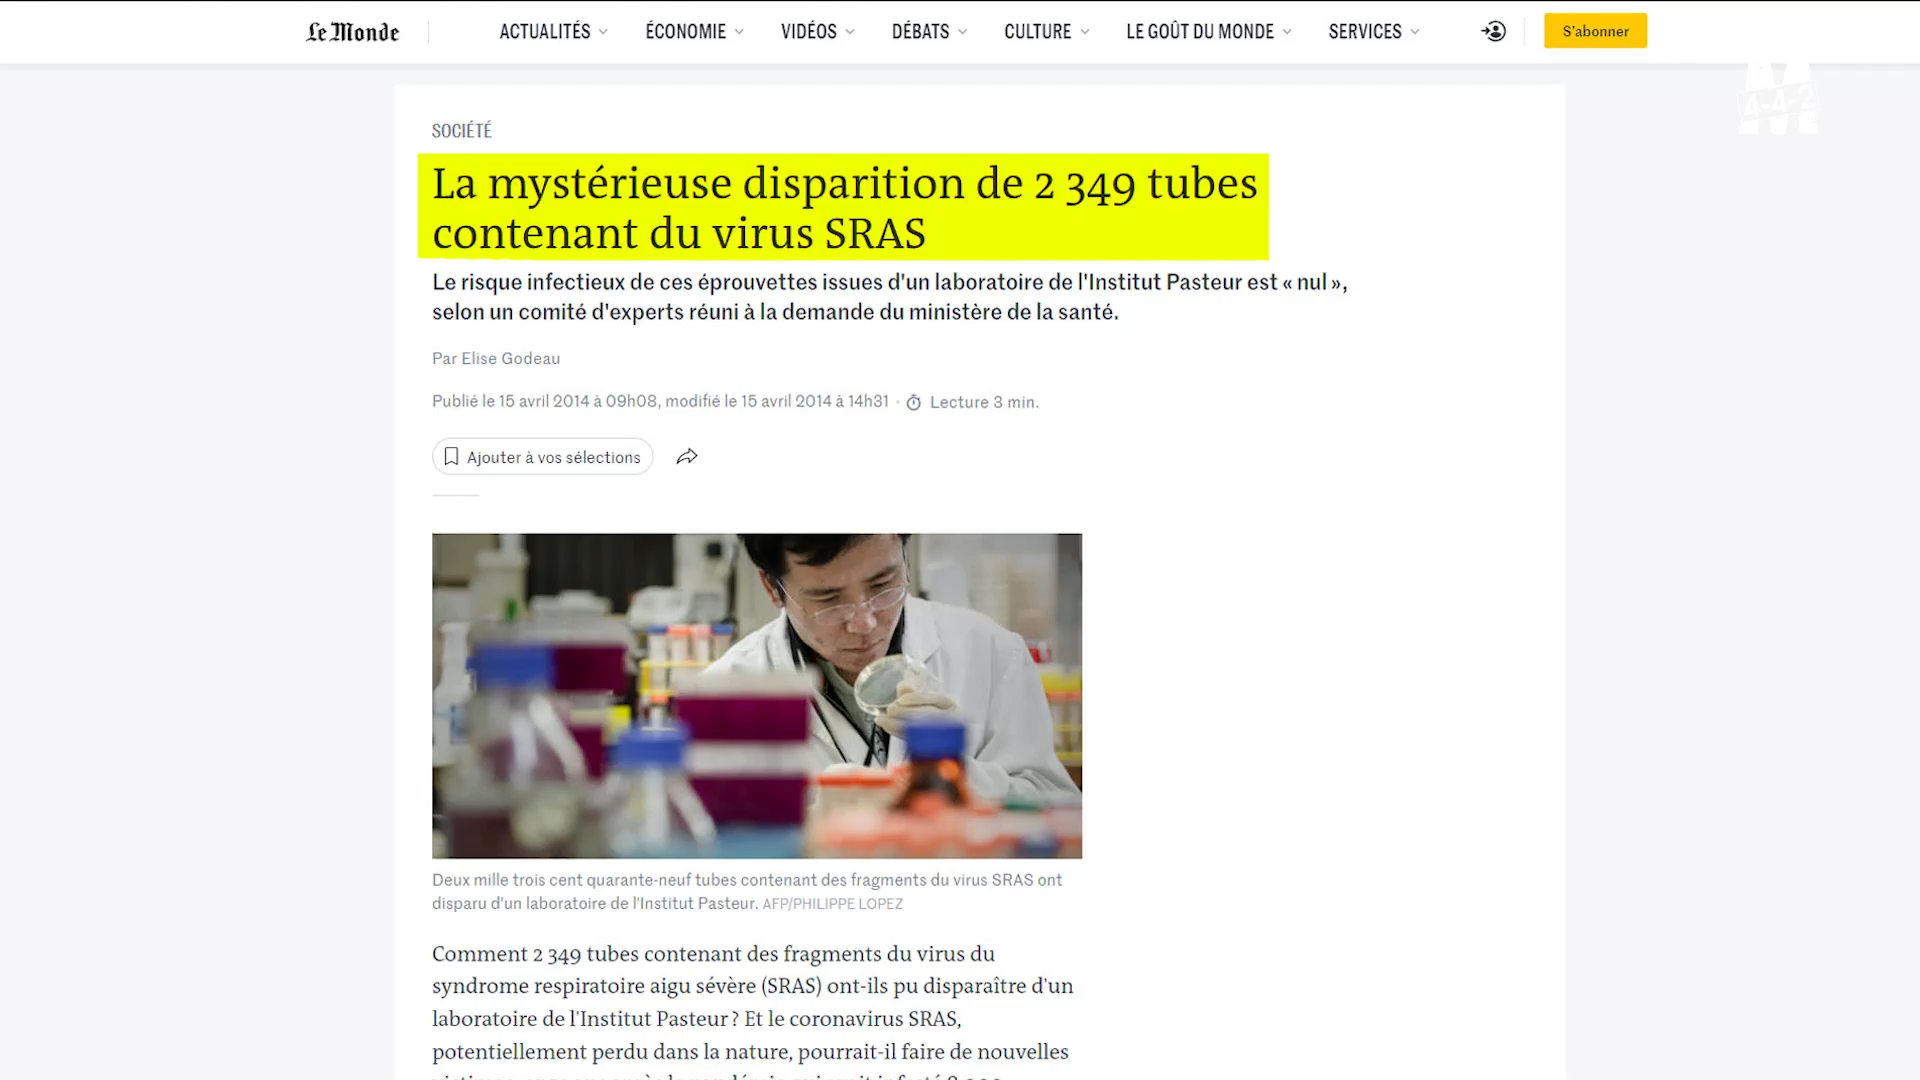 Le Monde
ACTUALITÉS
ÉCONOMIE
VIDÉOS
DÉBATS
CULTURE
LE GOÛT DU MONDE
SERVICES
S'abonner
4-4-2
SOCIÉTÉ
La mystérieuse disparition de 2 349 tubes
contenant du virus SRAS
Le risque infectieux de ces éprouvettes issues d'un laboratoire de l'Institut Pasteur est « nul »,
selon un comité d'experts réuni à la demande du ministère de la santé.
Par Elise Godeau
Publié le 15 avril 2014 à 09h08, modifié le 15 avril 2014 à 14h31 · Lecture 3 min.
Ajouter à vos sélections
Deux mille trois cent quarante-neuf tubes contenant des fragments du virus SRAS ont
disparu d'un laboratoire de l'Institut Pasteur. AFP/PHILIPPE LOPEZ
Comment 2 349 tubes contenant des fragments du virus du
syndrome respiratoire aigu sévère (SRAS) ont-ils pu disparaître d'un
laboratoire de l'Institut Pasteur ? Et le coronavirus SRAS,
potentiellement perdu dans la nature, pourrait-il faire de nouvelles